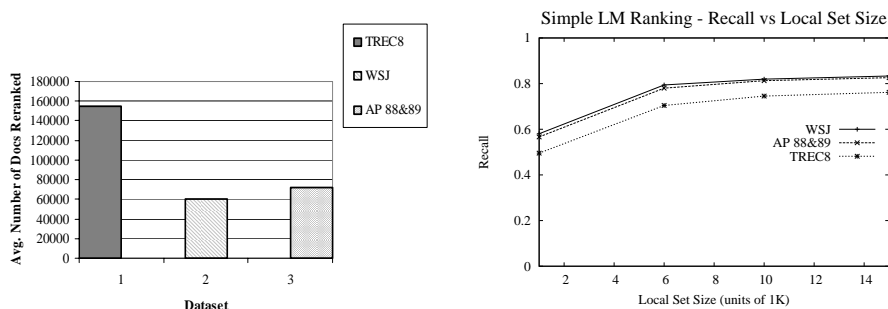 TREC8
WSJ
AP 88&89
Avg. Number of Docs Reranked
180000
160000
140000
120000
100000
80000
60000
40000
20000
0
1 2 3
Dataset
Simple LM Ranking - Recall vs Local Set Size
Recall
1
0.8
0.6
0.4
0.2
0
WSJ
AP 88&89
TREC8
2 4 6 8 10 12 14
Local Set Size (units of 1K)